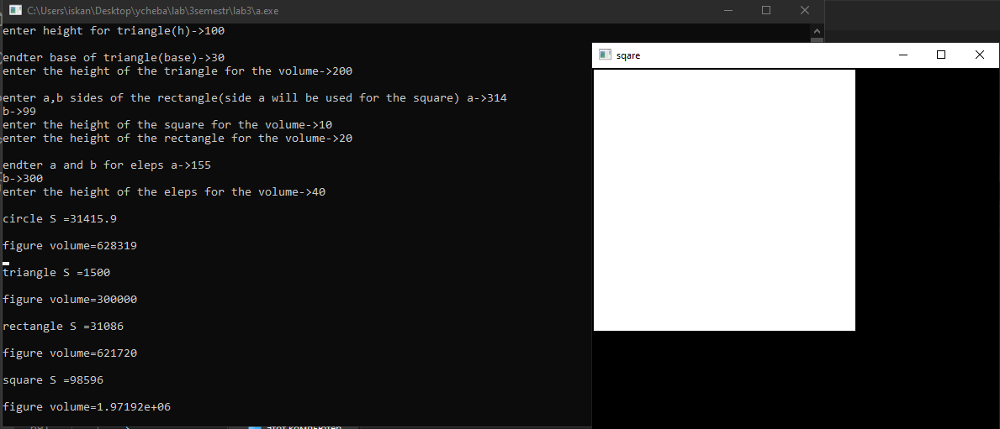 C:\Users\iskan\Desktop\ycheba\lab\3semestr\lab3\a.exe
enter height for triangle(h)->100
endter base of triangle(base)->30
enter the height of the triangle for the volume->200
enter a,b sides of the rectangle(side a will be used for the square) a->314
b->99
enter the height of the square for the volume->10
enter the height of the rectangle for the volume->20
endter a and b for eleps a->155
b->300
enter the height of the eleps for the volume->40
circle S =31415.9
figure volume=628319
triangle S =1500
figure volume=300000
rectangle S =31086
figure volume=621720
square S =98596
figure volume=1.97192e+06
sqare